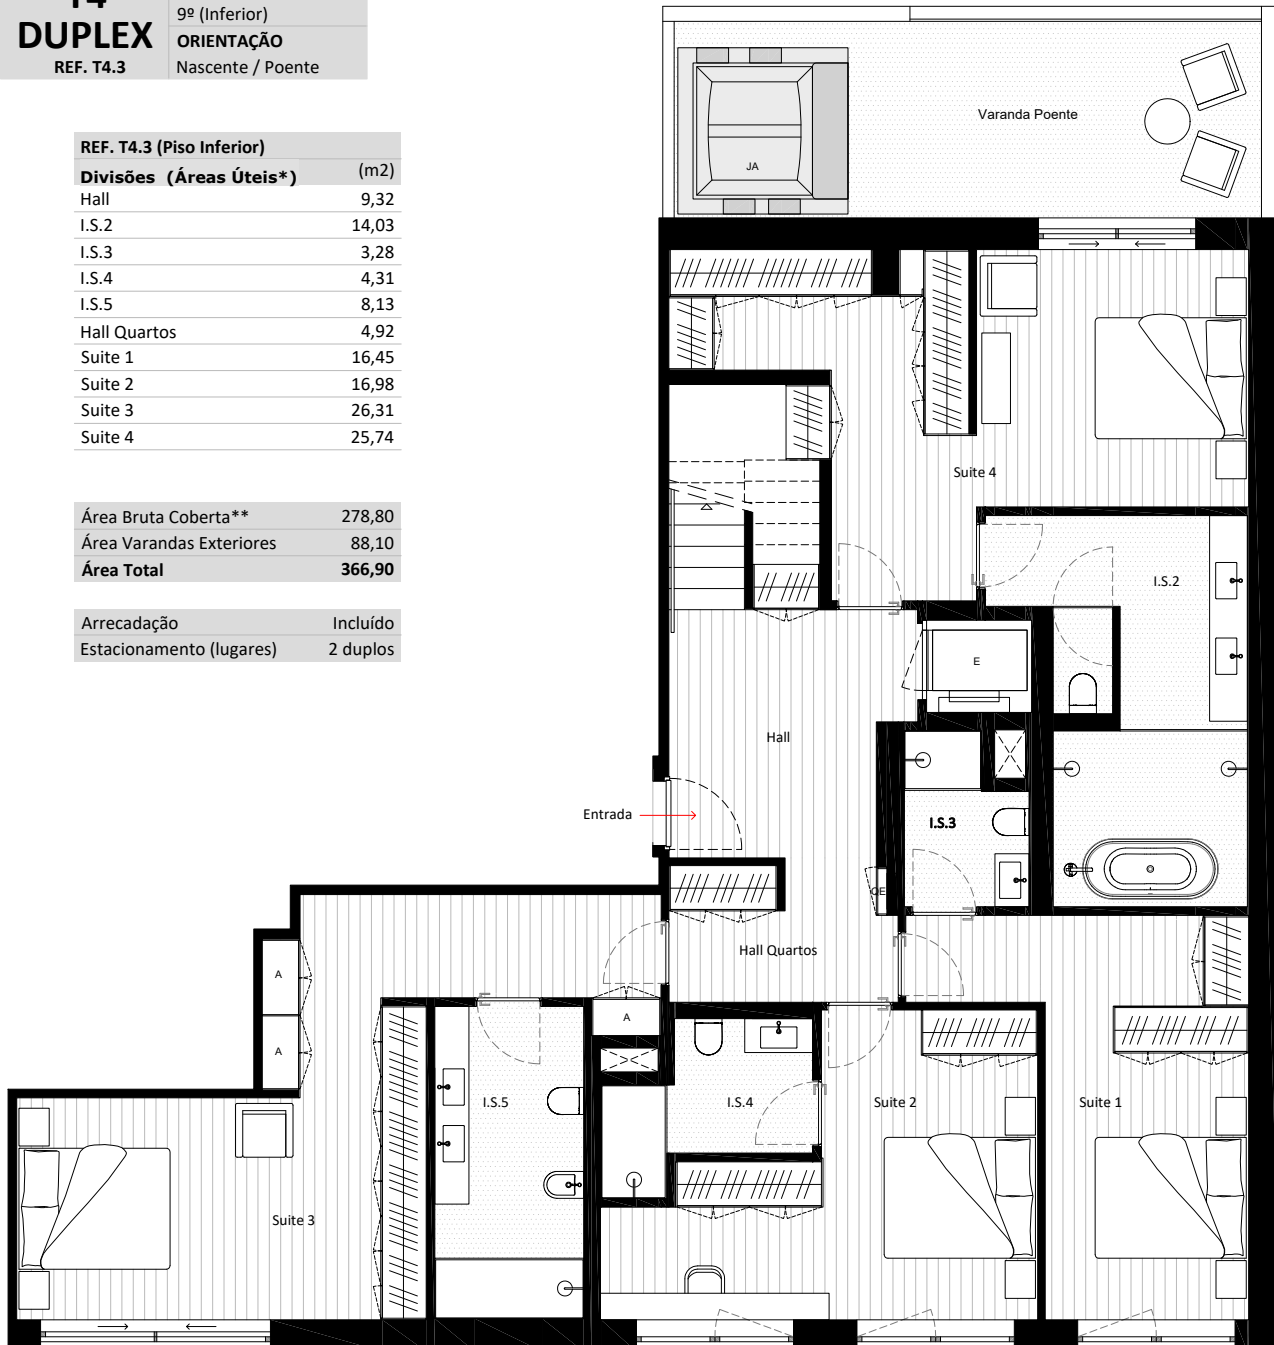 DUPLEX
REF. T4.3
9º (Inferior)
ORIENTAÇÃO
Nascente / Poente
REF. T4.3 (Piso Inferior)
Divisões (Áreas Úteis*) (m2)
Hall 9,32
I.S.2 14,03
I.S.3 3,28
I.S.4 4,31
I.S.5 8,13
Hall Quartos 4,92
Suite 1 16,45
Suite 2 16,98
Suite 3 26,31
Suite 4 25,74
Área Bruta Coberta** 278,80
Área Varandas Exteriores 88,10
Área Total 366,90
Arrecadação Incluído
Estacionamento (lugares) 2 duplos
Varanda Poente
JA
Suite 4
I.S.2
E
Hall
Entrada
I.S.3
QE
Hall Quartos
A
A
A
I.S.5
I.S.4
Suite 2
Suite 1
Suite 3